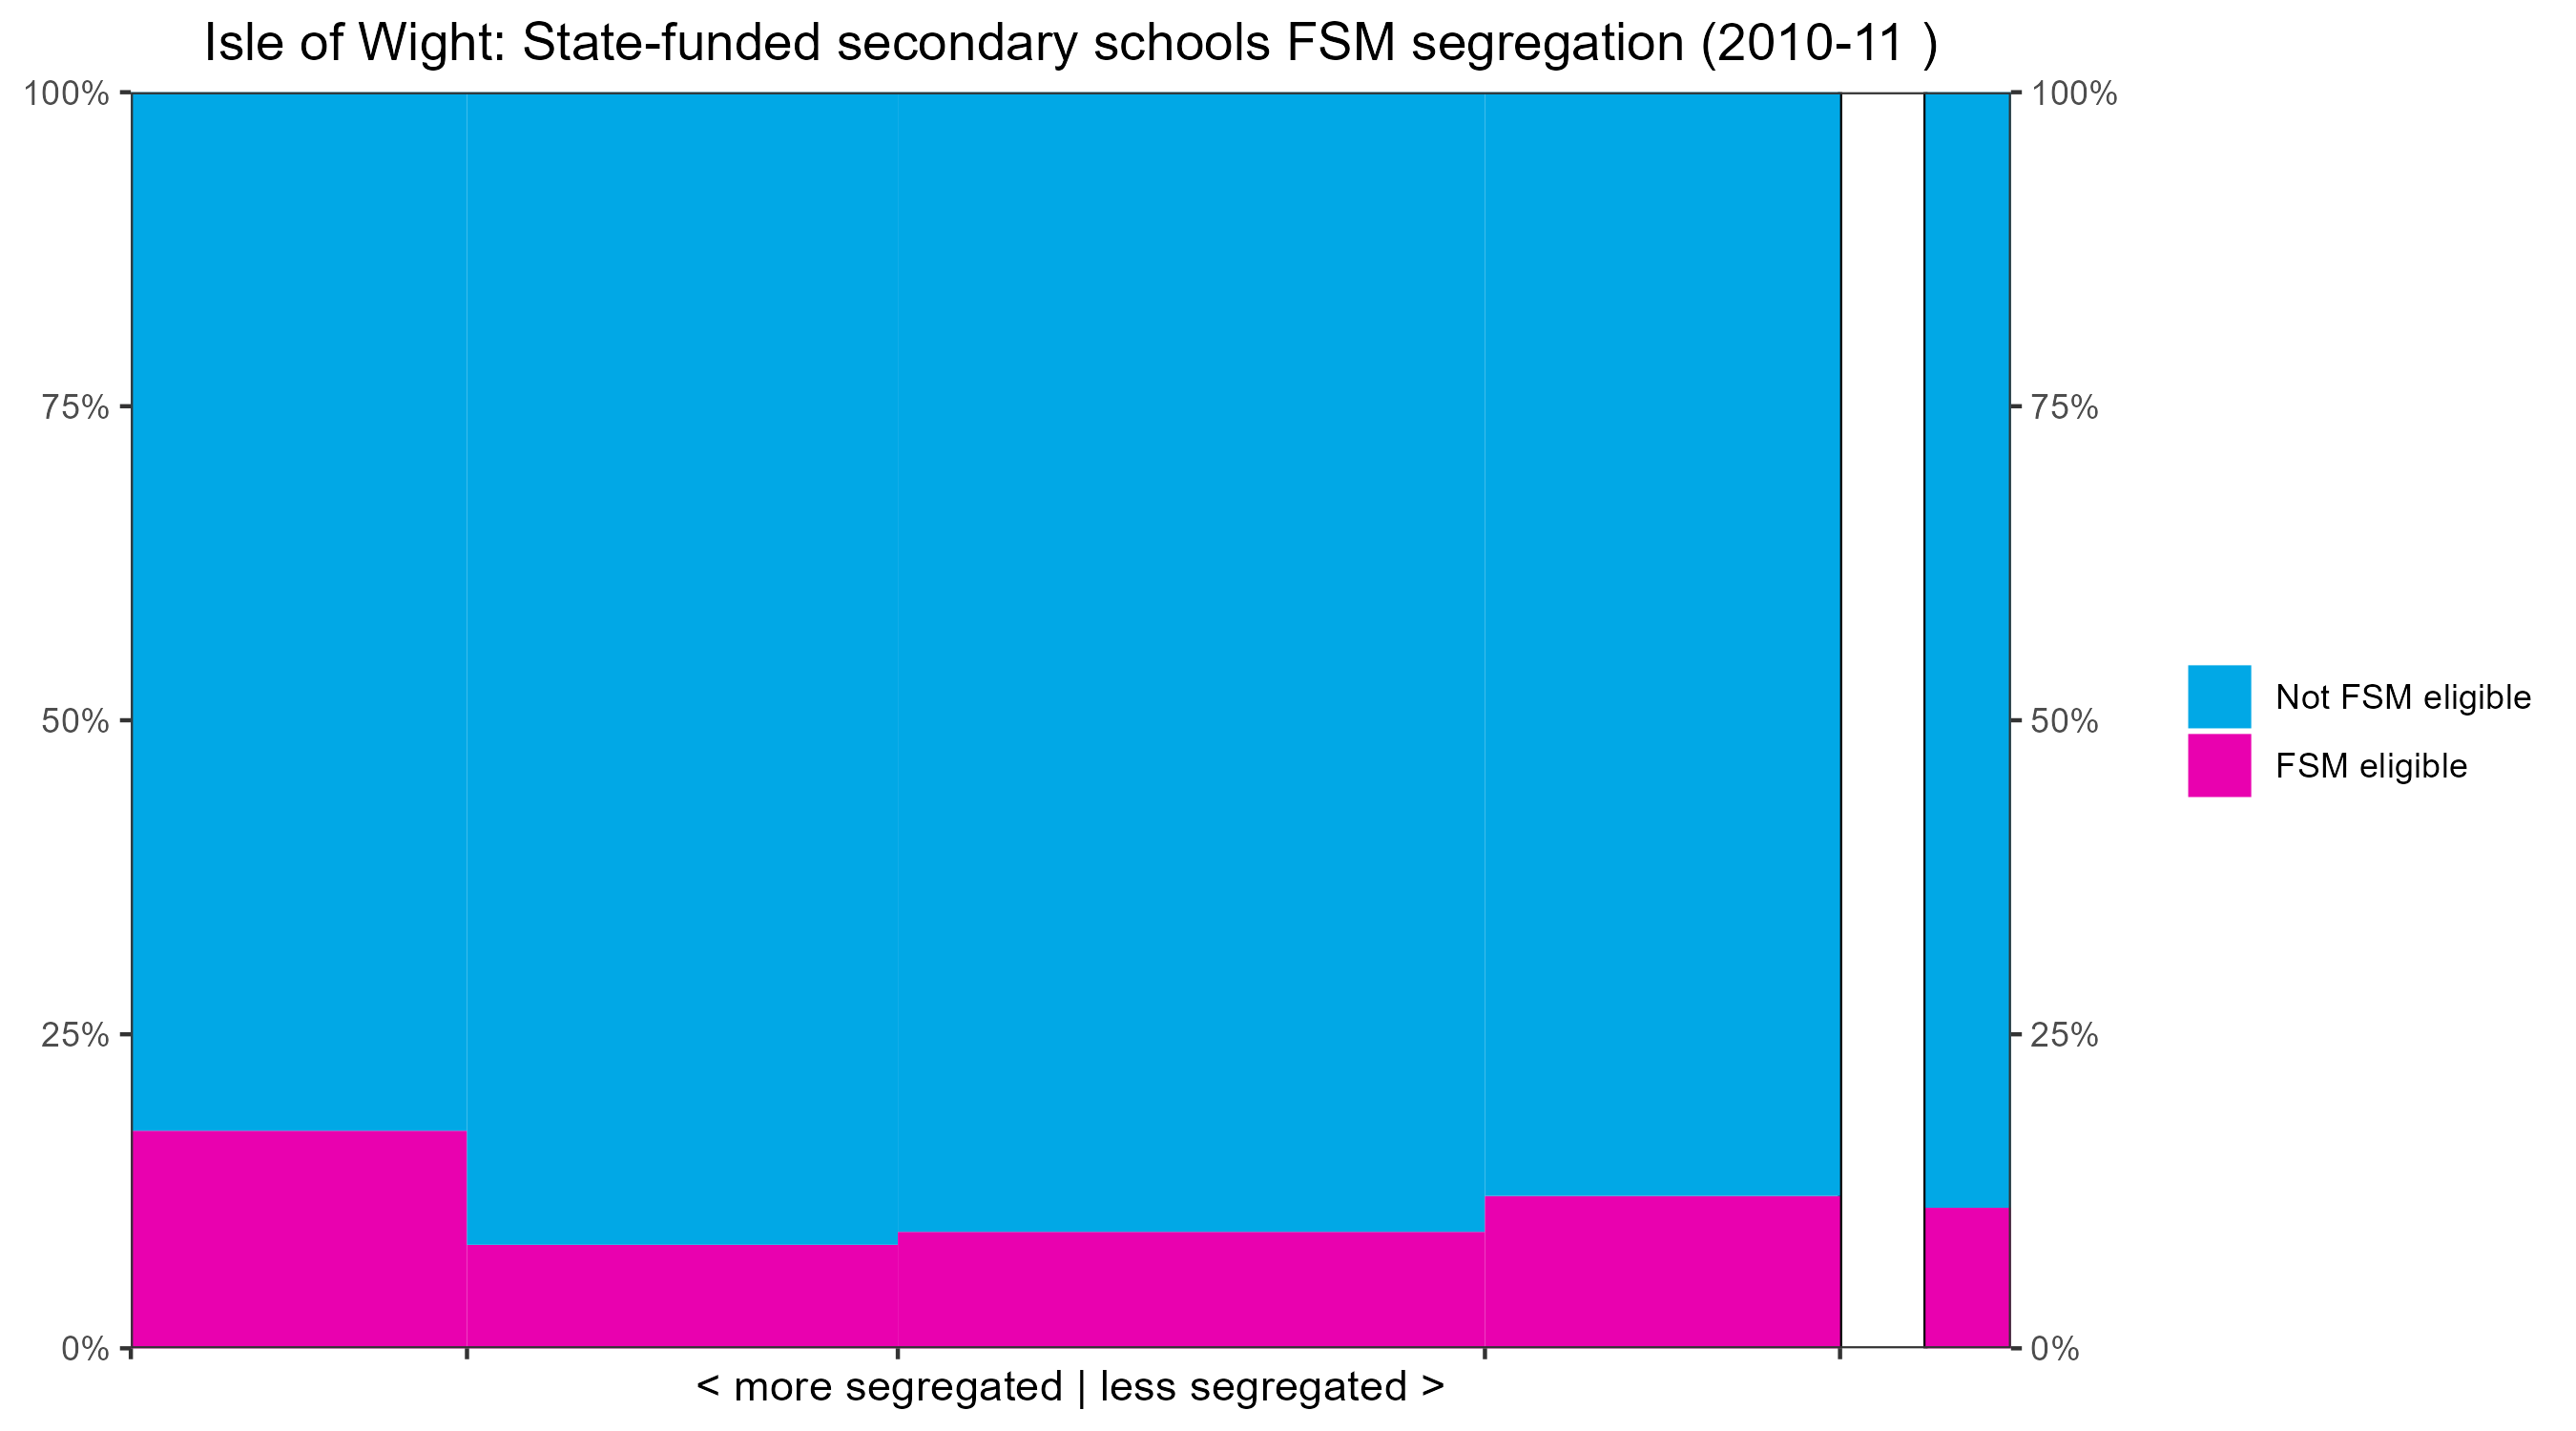 Isle of Wight: State-funded secondary schools FSM segregation (2010-11 )
100%
75%
50%
25%
0%
100%
75%
50%
25%
0%
Not FSM eligible
FSM eligible
< more segregated | less segregated >